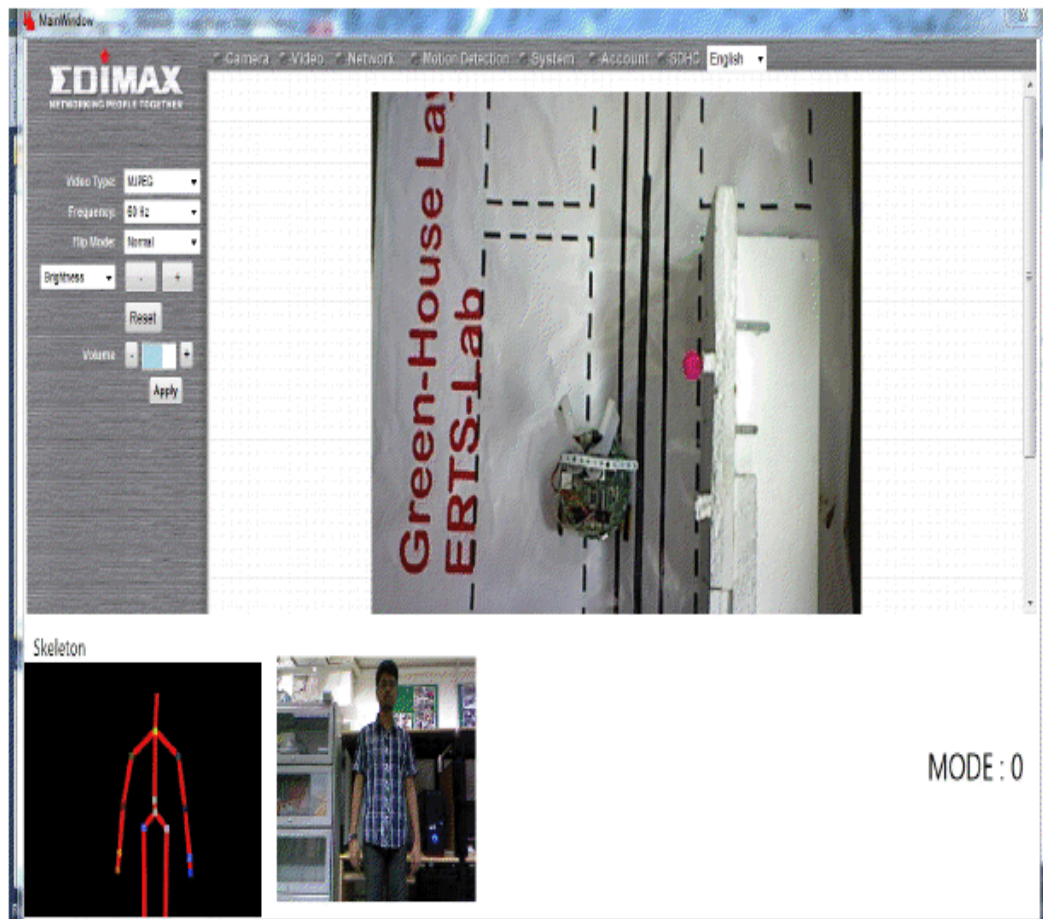 MainWindow
EDIMAX
NETWORKING PEOPLE TOGETHER
Camera Video Network Motion Detection System Account SDHC English
Video Type: MJPEG
Frequency: 60 Hz
Flip Mode: Normal
Brightness - +
Reset
Volume - +
Apply
Green-House Lay
ERTS-Lab
Skeleton
MODE : 0